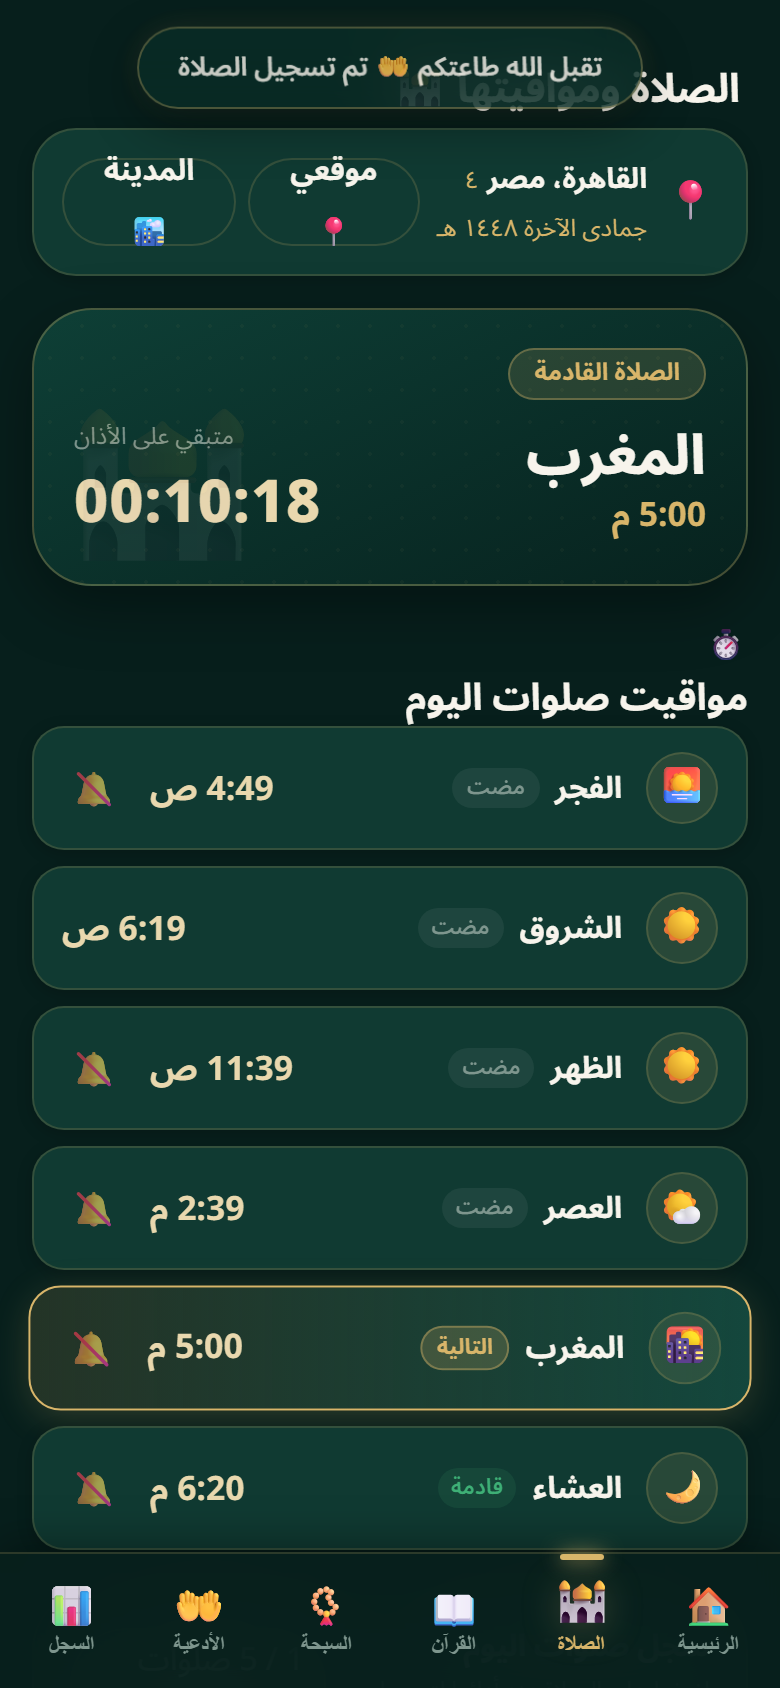 تقبل الله طاعتكم 🤲 تم تسجيل الصلاة
الصلاة ومواقيتها
القاهرة، مصر ٤
جمادى الآخرة ١٤٤٨ هـ
موقعي
المدينة
الصلاة القادمة
المغرب
5:00 م
متبقي على الأذان
00:10:18
مواقيت صلوات اليوم
الفجر مضت 4:49 ص
الشروق مضت 6:19 ص
الظهر مضت 11:39 ص
العصر مضت 2:39 م
المغرب التالية 5:00 م
العشاء قادمة 6:20 م
5 / صلوات
الرئيسية
الصلاة
القرآن
السبحة
الأدعية
السجل